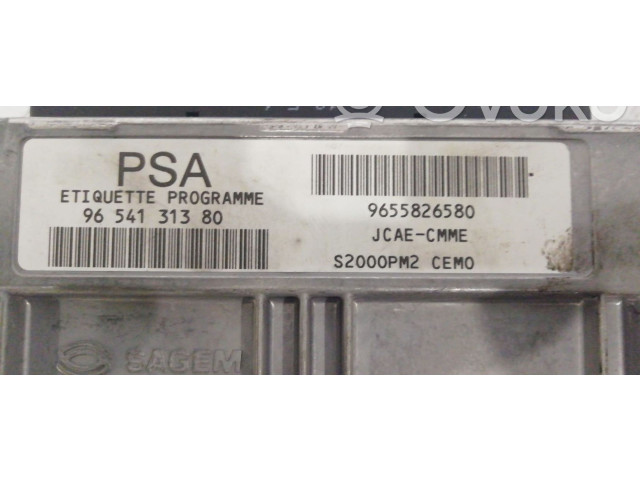 PSA
ETIQUETTE PROGRAMME
96 541 313 80
9655826580
JCAE-CMME
S2000PM2 CEMO
SAGEM